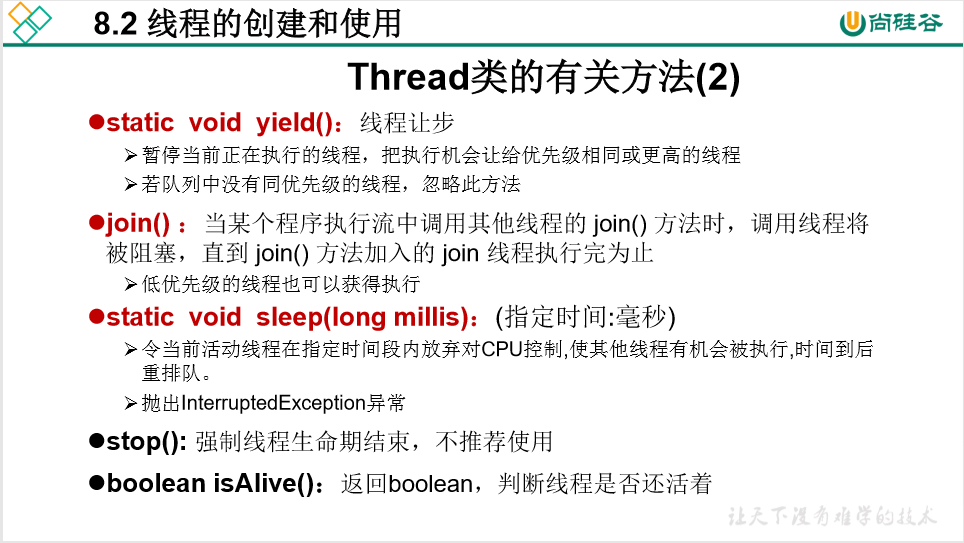 8.2 线程的创建和使用
尚硅谷
Thread类的有关方法(2)
●static void yield()：线程让步
➢暂停当前正在执行的线程，把执行机会让给优先级相同或更高的线程
➢若队列中没有同优先级的线程，忽略此方法
●join() ：当某个程序执行流中调用其他线程的 join() 方法时，调用线程将
被阻塞，直到 join() 方法加入的 join 线程执行完为止
➢低优先级的线程也可以获得执行
●static void sleep(long millis)：(指定时间:毫秒)
➢令当前活动线程在指定时间段内放弃对CPU控制,使其他线程有机会被执行,时间到后
重排队。
➢抛出InterruptedException异常
●stop(): 强制线程生命期结束，不推荐使用
●boolean isAlive()：返回boolean，判断线程是否还活着
让天下没有难学的技术